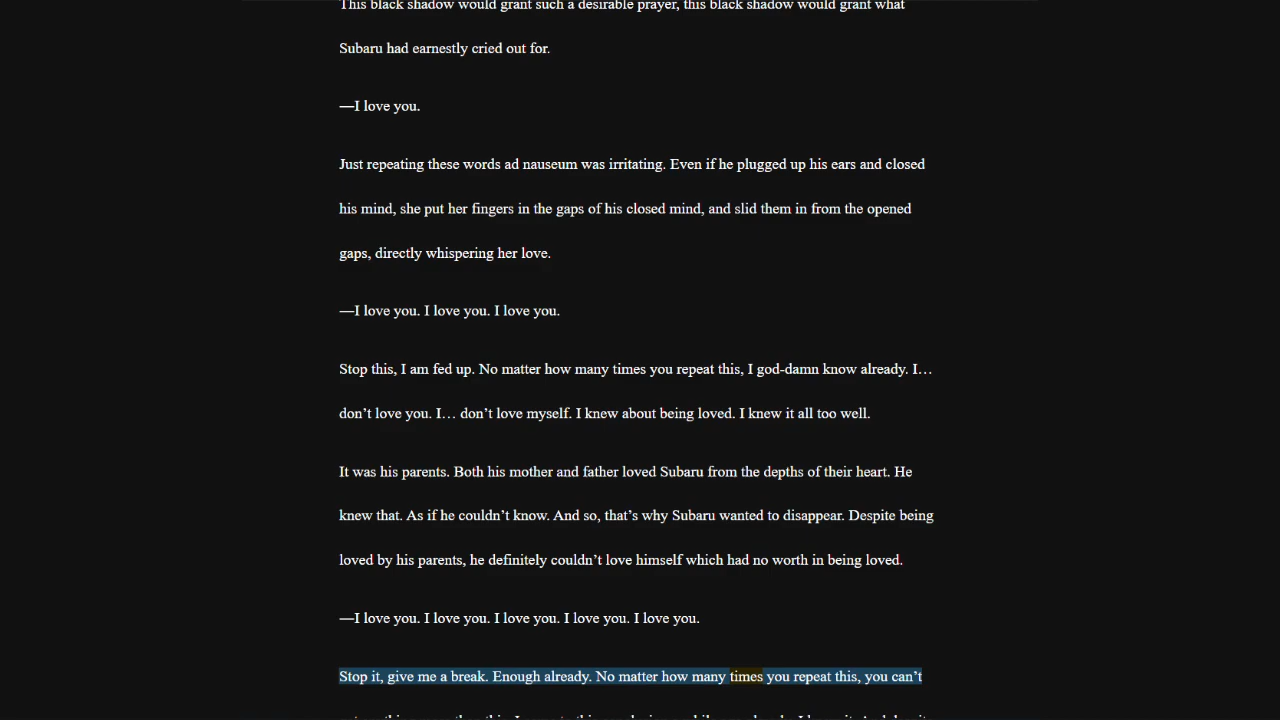 This black shadow would grant such a desirable prayer, this black shadow would grant what
Subaru had earnestly cried out for.
—I love you.
Just repeating these words ad nauseum was irritating. Even if he plugged up his ears and closed
his mind, she put her fingers in the gaps of his closed mind, and slid them in from the opened
gaps, directly whispering her love.
—I love you. I love you. I love you.
Stop this, I am fed up. No matter how many times you repeat this, I god-damn know already. I…
don’t love you. I… don’t love myself. I knew about being loved. I knew it all too well.
It was his parents. Both his mother and father loved Subaru from the depths of their heart. He
knew that. As if he couldn’t know. And so, that’s why Subaru wanted to disappear. Despite being
loved by his parents, he definitely couldn’t love himself which had no worth in being loved.
—I love you. I love you. I love you. I love you. I love you.
Stop it, give me a break. Enough already. No matter how many times you repeat this, you can’t